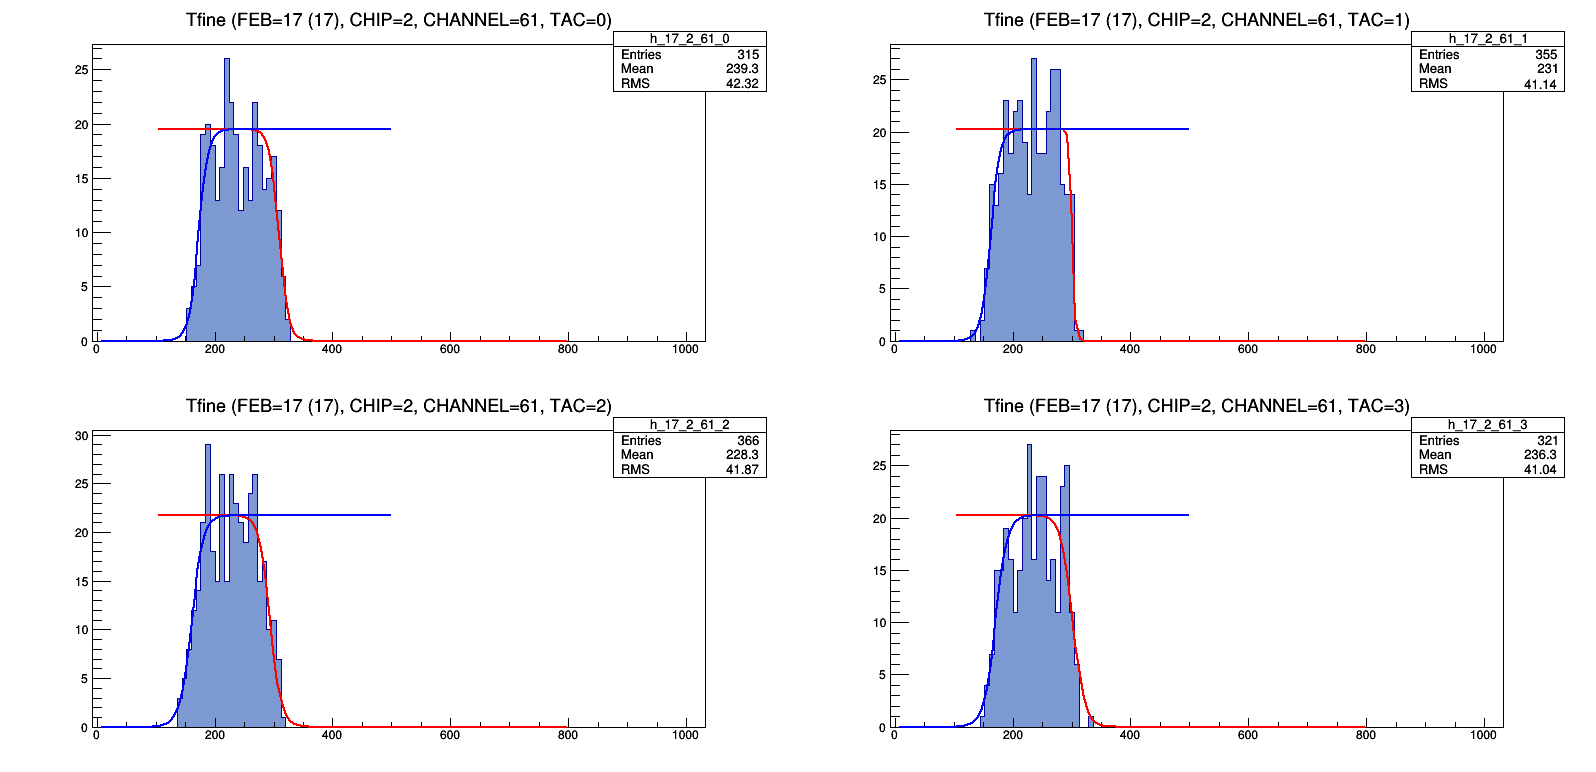 Tfine (FEB=17 (17), CHIP=2, CHANNEL=61, TAC=0)
h_17_2_61_0
Entries 315
Mean 239.3
RMS 42.32
25
20
15
10
5
0
0 200 400 600 800 1000
Tfine (FEB=17 (17), CHIP=2, CHANNEL=61, TAC=1)
h_17_2_61_1
Entries 355
Mean 231
RMS 41.14
25
20
15
10
5
0
0 200 400 600 800 1000
Tfine (FEB=17 (17), CHIP=2, CHANNEL=61, TAC=2)
h_17_2_61_2
Entries 366
Mean 228.3
RMS 41.87
30
25
20
15
10
5
0
0 200 400 600 800 1000
Tfine (FEB=17 (17), CHIP=2, CHANNEL=61, TAC=3)
h_17_2_61_3
Entries 321
Mean 236.3
RMS 41.04
25
20
15
10
5
0
0 200 400 600 800 1000